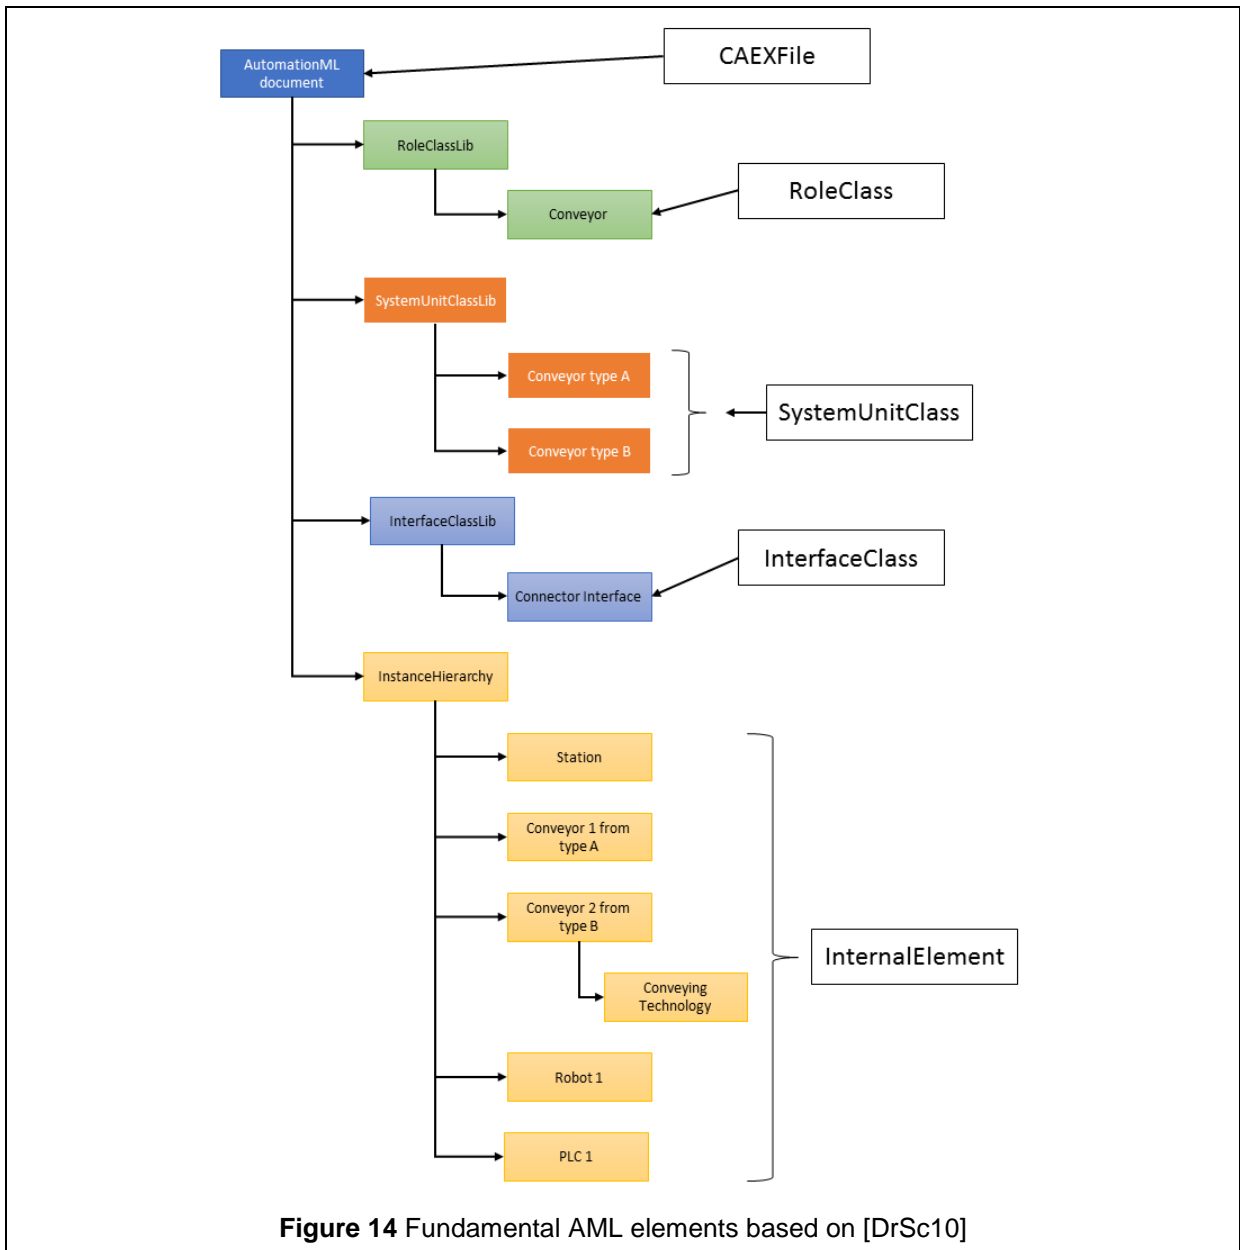 CAEXFile
AutomationML
document
RoleClassLib
RoleClass
Conveyor
SystemUnitClassLib
Conveyor type A
SystemUnitClass
Conveyor type B
InterfaceClassLib
InterfaceClass
Connector Interface
InstanceHierarchy
Station
Conveyor 1 from
type A
Conveyor 2 from
type B
InternalElement
Conveying
Technology
Robot 1
PLC 1
Figure 14 Fundamental AML elements based on [DrSc10]